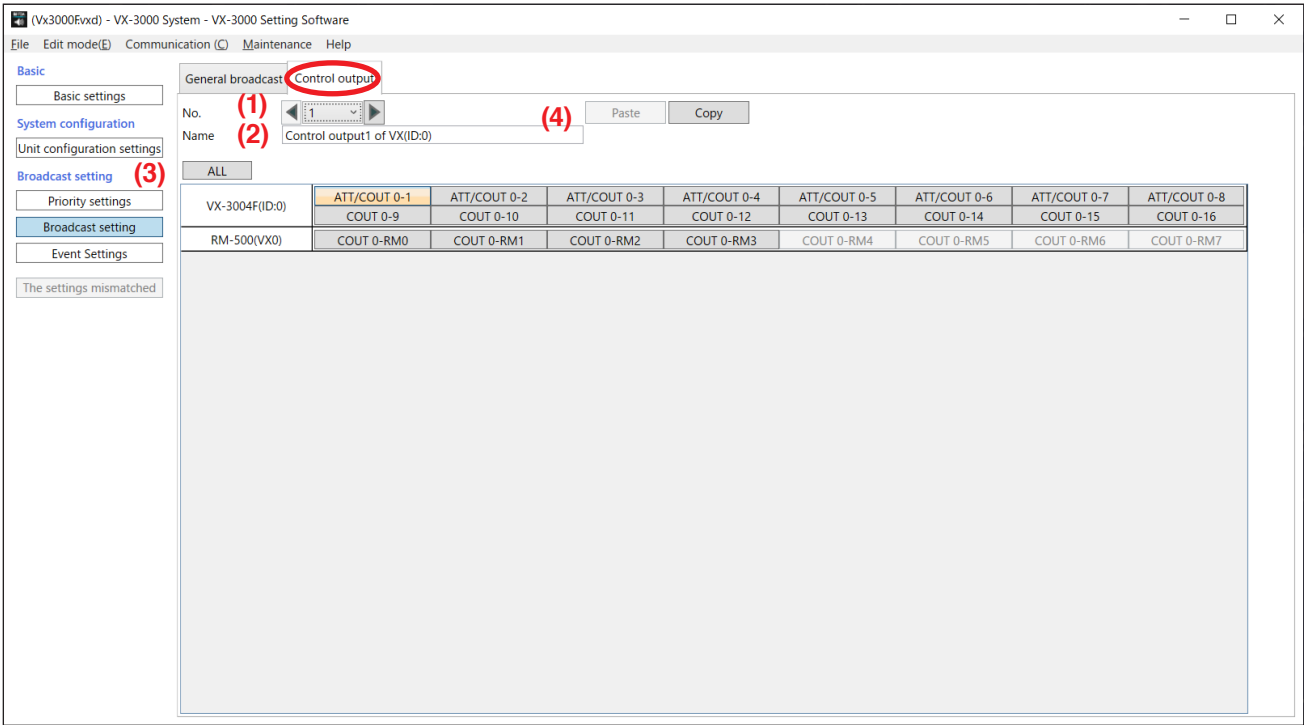 (Vx3000F.vxd) - VX-3000 System - VX-3000 Setting Software
File Edit mode(E) Communication (C) Maintenance Help
Basic
Basic settings
System configuration
Unit configuration settings
Broadcast setting (3)
Priority settings
Broadcast setting
Event Settings
The settings mismatched
General broadcast Control output
No. (1) 1 (4) Paste Copy
Name (2) Control output1 of VX(ID:0)
ALL
VX-3004F(ID:0) ATT/COUT 0-1 ATT/COUT 0-2 ATT/COUT 0-3 ATT/COUT 0-4 ATT/COUT 0-5 ATT/COUT 0-6 ATT/COUT 0-7 ATT/COUT 0-8
COUT 0-9 COUT 0-10 COUT 0-11 COUT 0-12 COUT 0-13 COUT 0-14 COUT 0-15 COUT 0-16
RM-500(VX0) COUT 0-RM0 COUT 0-RM1 COUT 0-RM2 COUT 0-RM3 COUT 0-RM4 COUT 0-RM5 COUT 0-RM6 COUT 0-RM7